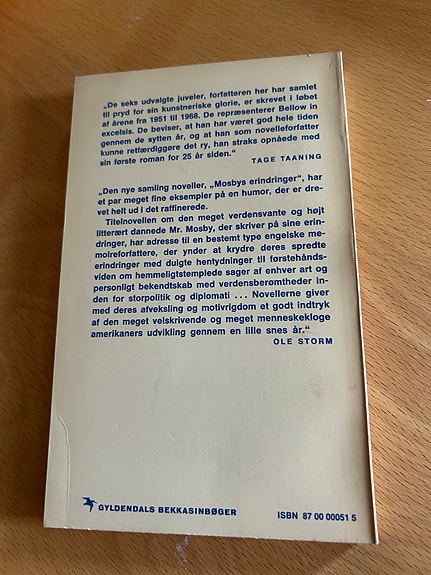 „De seks udvalgte juveler, forfatteren her har samlet
til pryd for sin kunstneriske glorie, er skrevet i løbet
af årene fra 1951 til 1968. De repræsenterer Bellow in
excelsis. De beviser, at han har været god hele tiden
gennem de sytten år, og at han som novelleforfatter
kunne retfærdiggøre det ry, han straks opnåede med
sin første roman for 25 år siden.“
TAGE TAANING
„Den nye samling noveller, „Mosbys erindringer“, har
et par meget fine eksempler på en humor, der er dre-
vet helt ud i det raffinerede.
Titelnovellen om den meget verdensvante og højt
litterært dannede Mr. Mosby, der skriver på sine erin-
dringer, har adresse til en bestemt type engelske me-
moireforfattere, der ynder at krydre deres spredte
erindringer med dulgte hentydninger til førstehånds-
viden om hemmeligtstemplede sager af enhver art og
personligt bekendtskab med verdensberømtheder in-
den for storpolitik og diplomati ... Novellerne giver
med deres afveksling og motivrigdom et godt indtryk
af den meget velskrivende og meget menneskekloge
amerikaners udvikling gennem en lille snes år.“
OLE STORM
GYLDENDALS BEKKASINBØGER
ISBN 87 00 00051 5